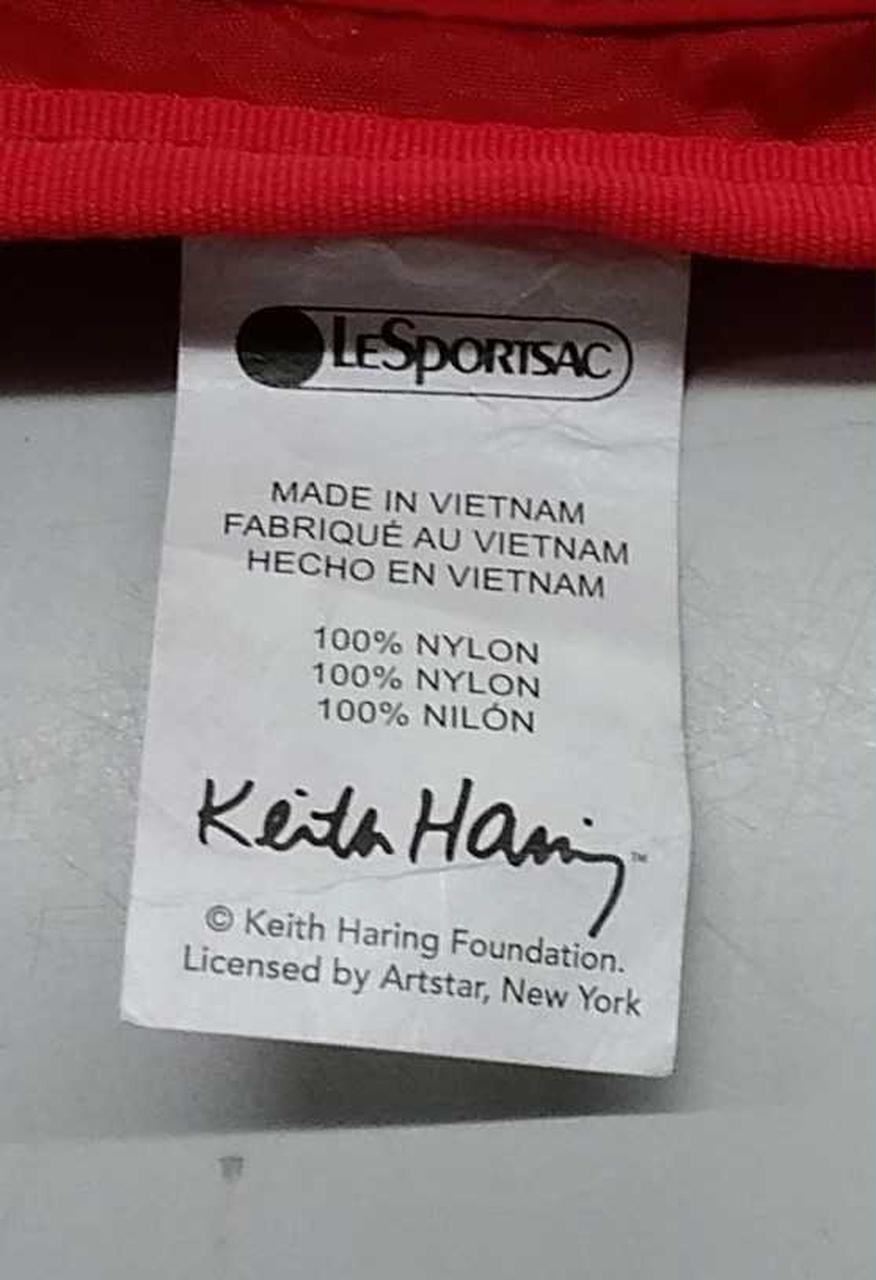 LESPORTSAC
MADE IN VIETNAM
FABRIQUÉ AU VIETNAM
HECHO EN VIETNAM
100% NYLON
100% NYLON
100% NILÓN
Keith Haring™
© Keith Haring Foundation.
Licensed by Artstar, New York